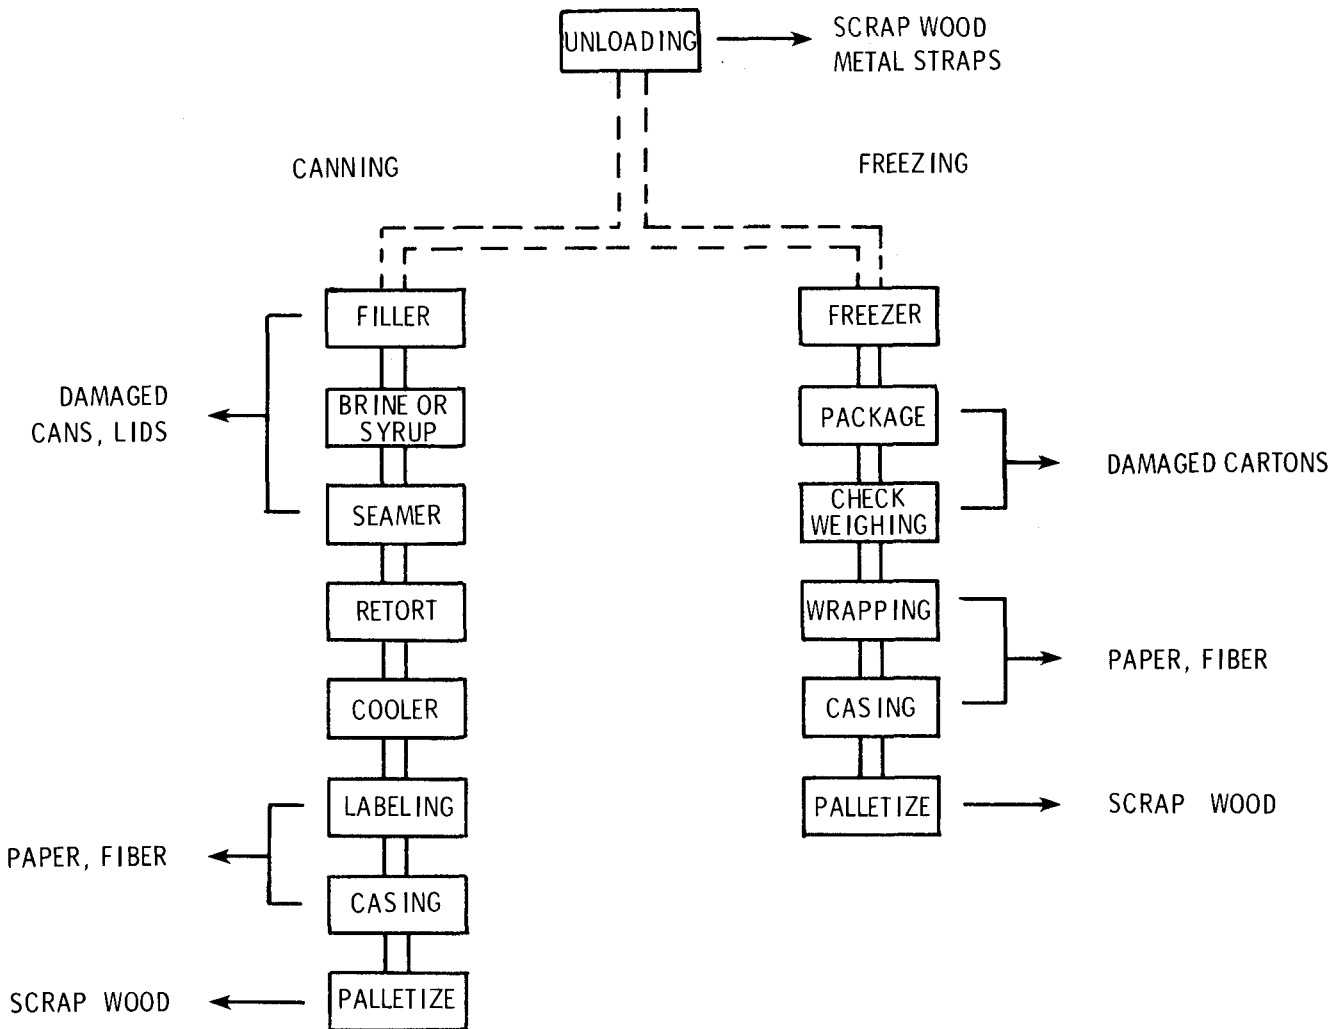 UNLOADING
SCRAP WOOD
METAL STRAPS
CANNING
FREEZING
FILLER
BRINE OR
SYRUP
SEAMER
RETORT
COOLER
LABELING
CASING
PALLETIZE
DAMAGED
CANS, LIDS
PAPER, FIBER
SCRAP WOOD
FREEZER
PACKAGE
CHECK
WEIGHING
WRAPPING
CASING
PALLETIZE
DAMAGED CARTONS
PAPER, FIBER
SCRAP WOOD